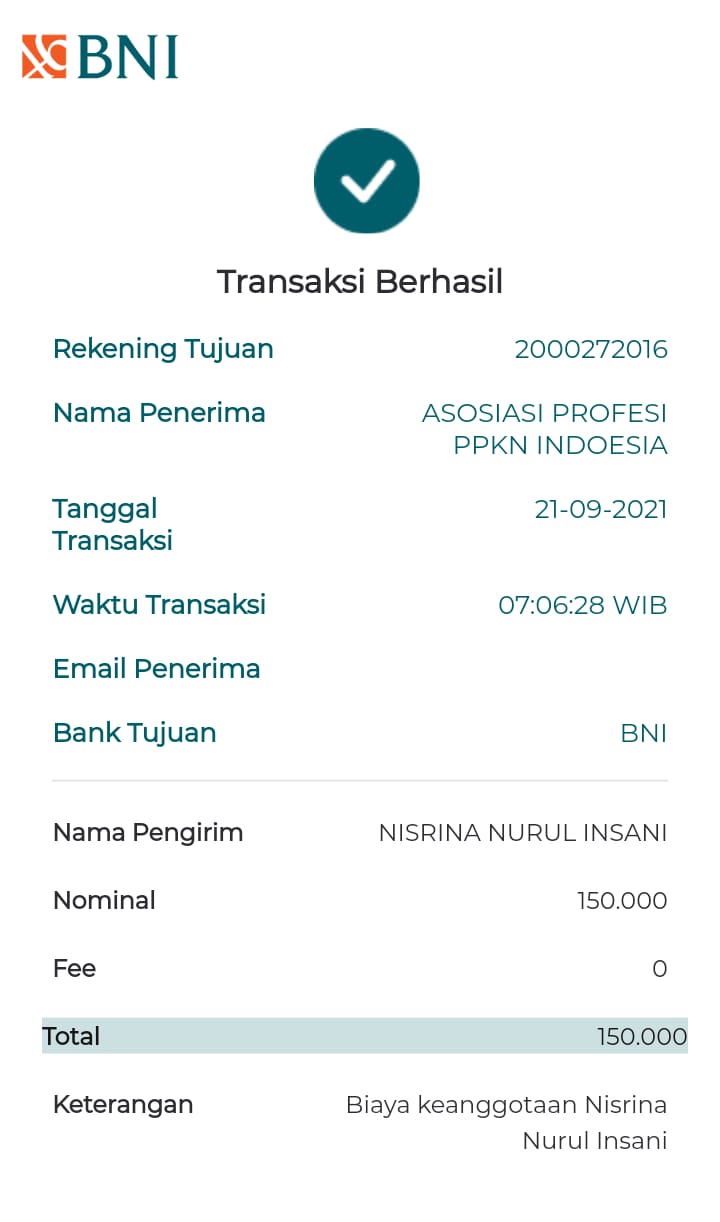 BNI
Transaksi Berhasil
Rekening Tujuan 2000272016
Nama Penerima ASOSIASI PROFESI
PPKN INDOESIA
Tanggal 21-09-2021
Transaksi
Waktu Transaksi 07:06:28 WIB
Email Penerima
Bank Tujuan BNI
Nama Pengirim NISRINA NURUL INSANI
Nominal 150.000
Fee 0
Total 150.000
Keterangan Biaya keanggotaan Nisrina
Nurul Insani